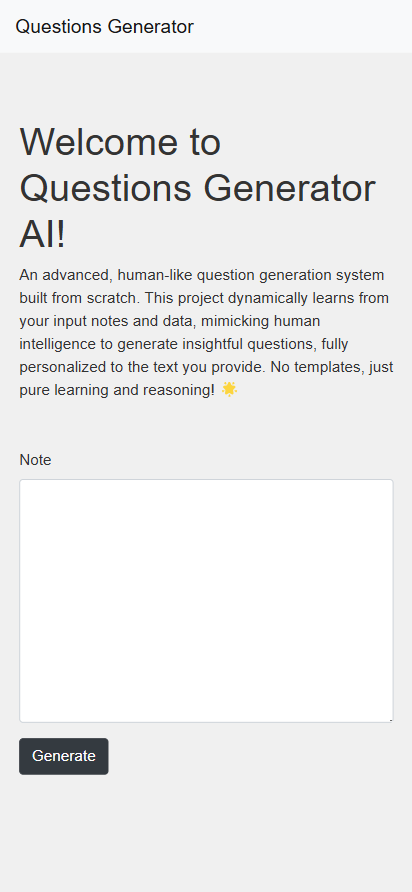 Questions Generator
Welcome to
Questions Generator
AI!
An advanced, human-like question generation system
built from scratch. This project dynamically learns from
your input notes and data, mimicking human
intelligence to generate insightful questions, fully
personalized to the text you provide. No templates, just
pure learning and reasoning! 🌟
Note
Generate